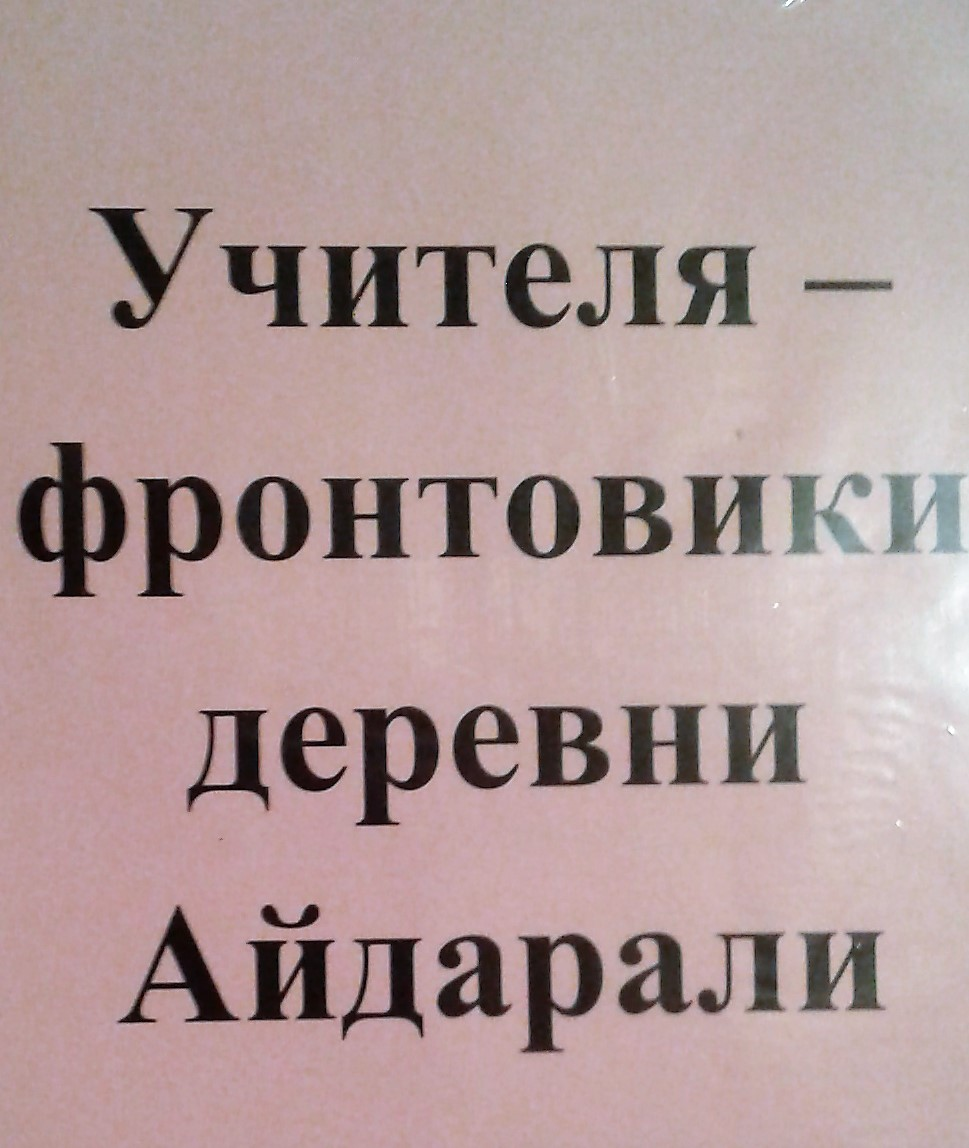 Учителя –
фронтовики
деревни
Айдарали